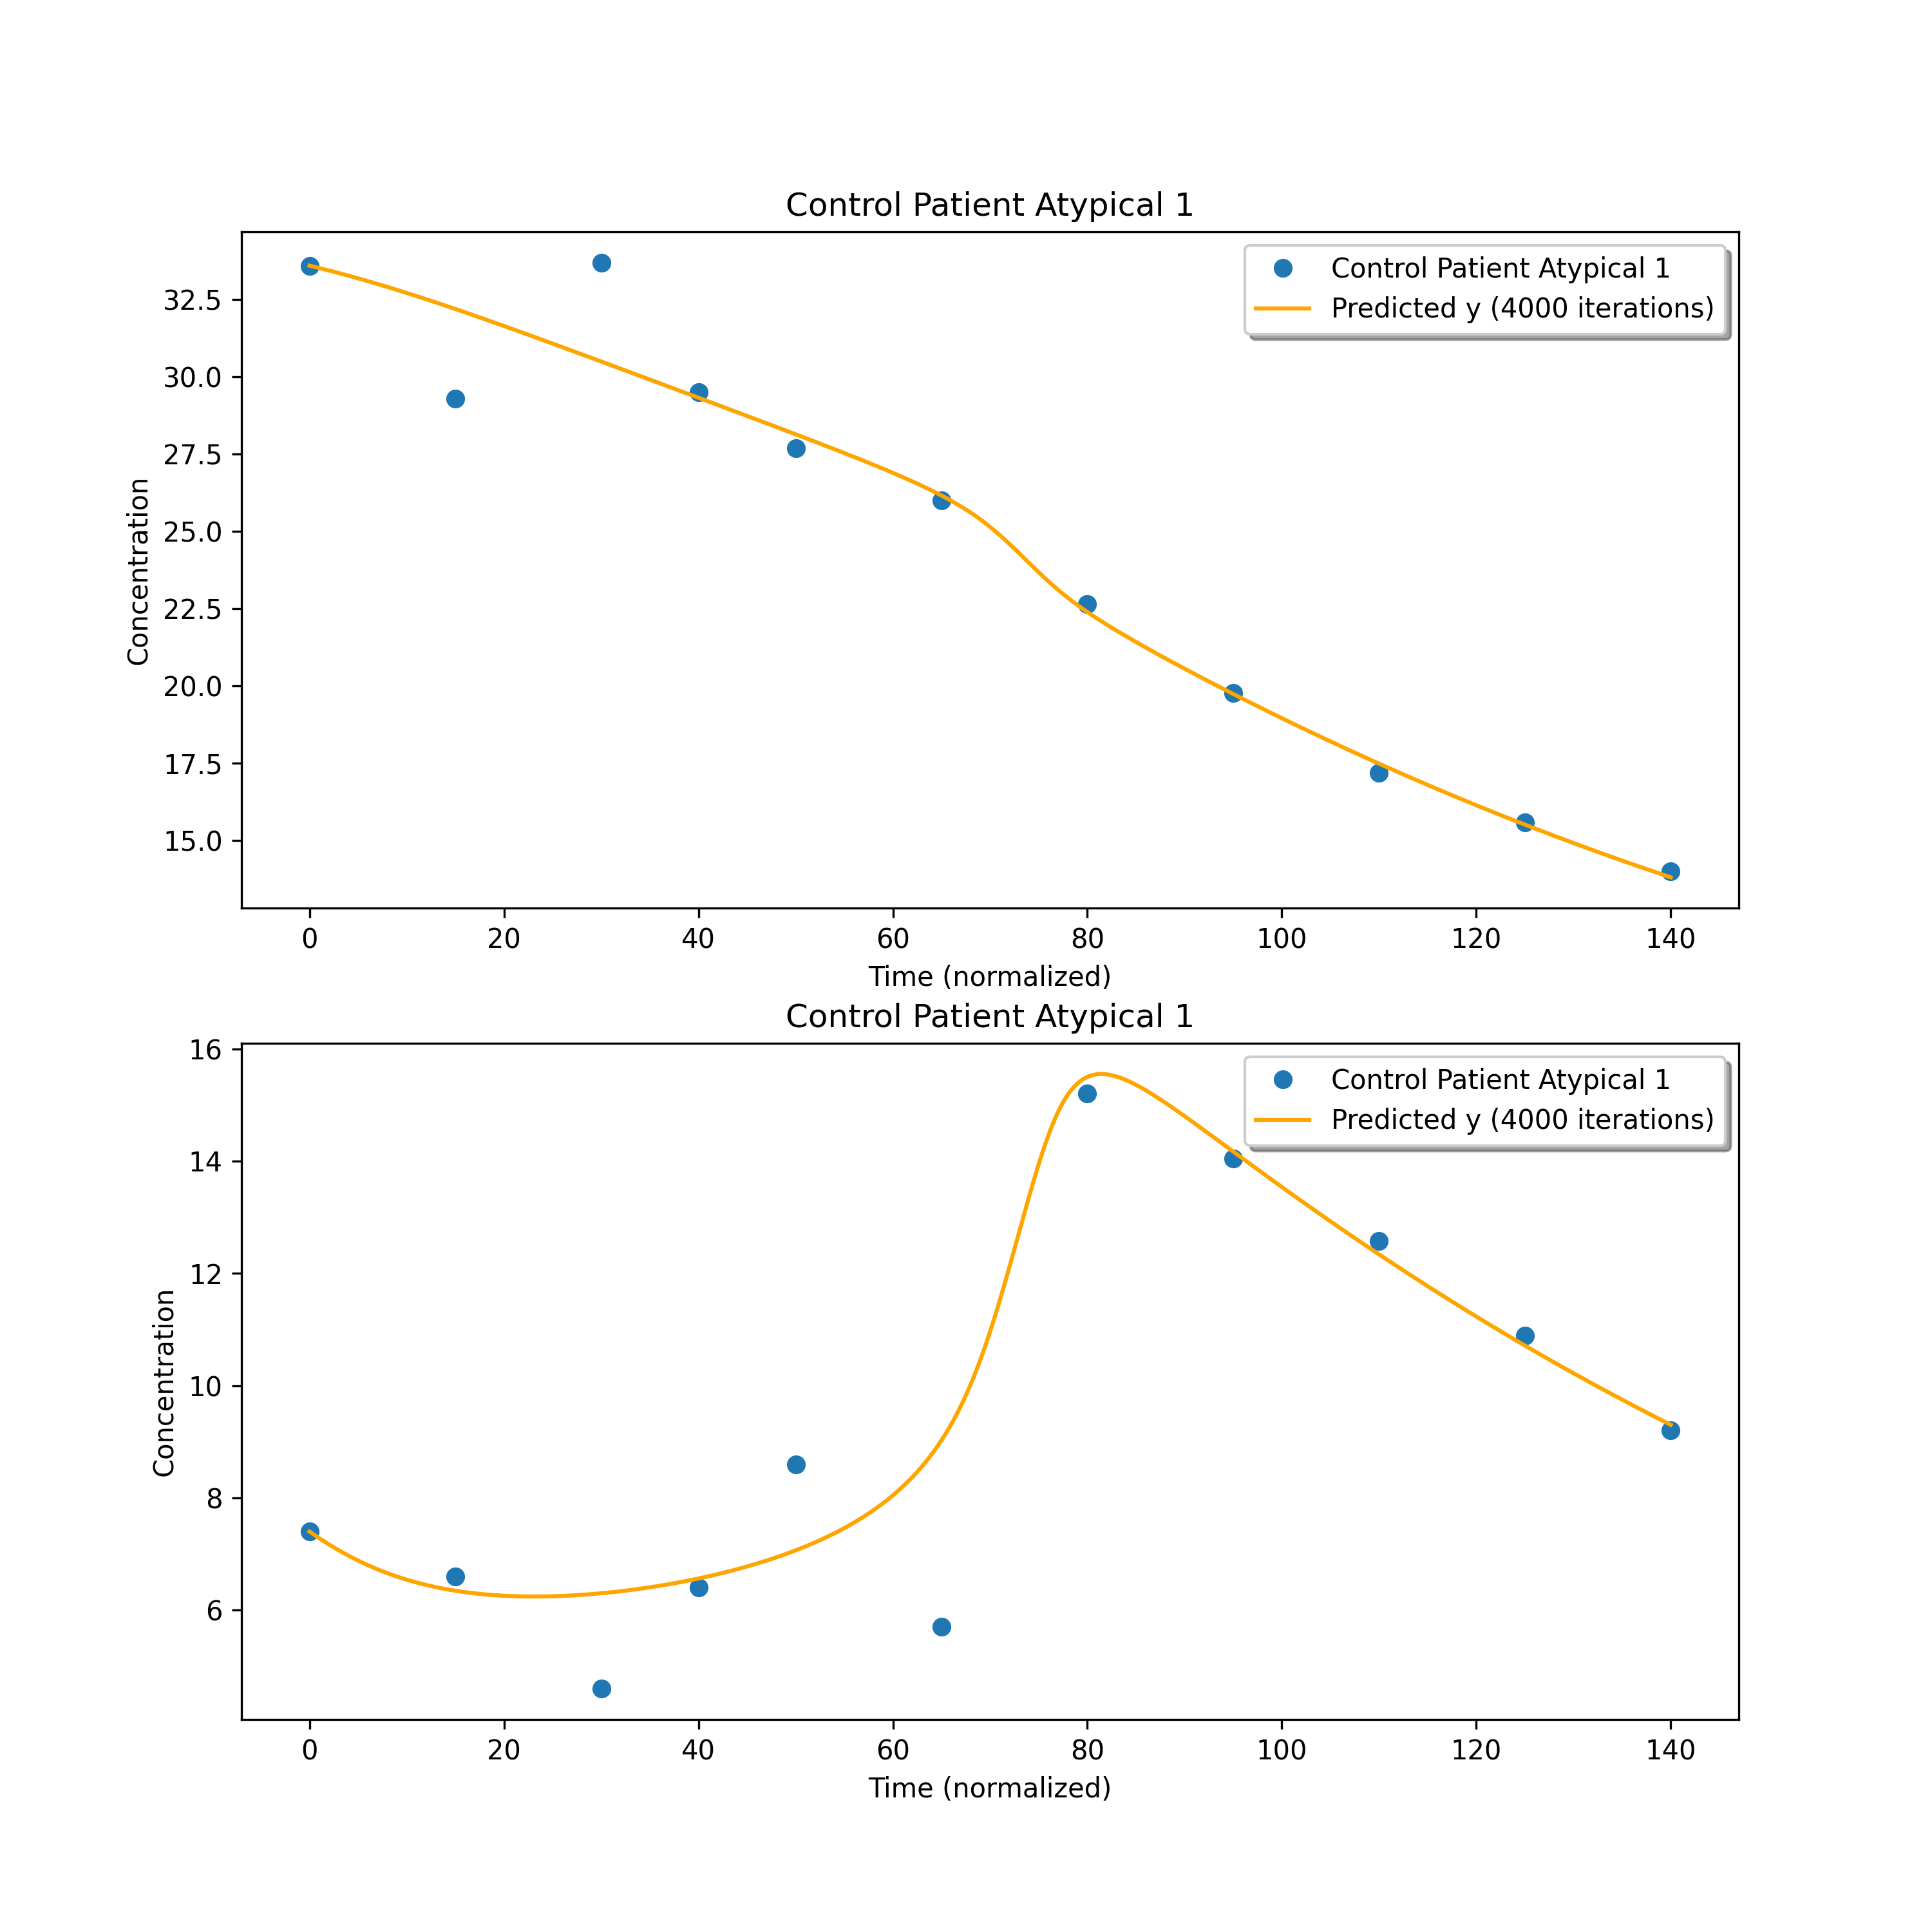 Control Patient Atypical 1
Control Patient Atypical 1
Predicted y (4000 iterations)
32.5
30.0
27.5
25.0
22.5
20.0
17.5
15.0
Concentration
0 20 40 60 80 100 120 140
Time (normalized)
Control Patient Atypical 1
Control Patient Atypical 1
Predicted y (4000 iterations)
16
14
12
10
8
6
Concentration
0 20 40 60 80 100 120 140
Time (normalized)